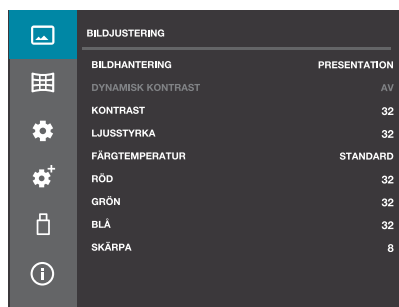 BILDJUSTERING
BILDHANTERING PRESENTATION
DYNAMISK KONTRAST AV
KONTRAST 32
LJUSSTYRKA 32
FÄRGTEMPERATUR STANDARD
RÖD 32
GRÖN 32
BLÅ 32
SKÄRPA 8